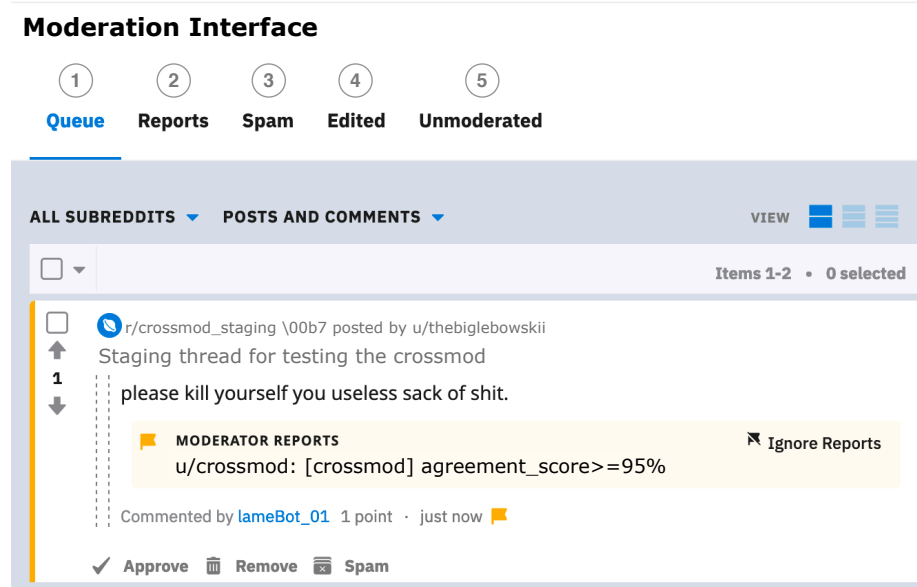 Moderation Interface
1 2 3 4 5
Queue Reports Spam Edited Unmoderated
ALL SUBREDDITS POSTS AND COMMENTS VIEW
Items 1-2 • 0 selected
r/crossmod_staging \00b7 posted by u/thebiglebowskii
Staging thread for testing the crossmod
1
please kill yourself you useless sack of shit.
MODERATOR REPORTS
Ignore Reports
u/crossmod: [crossmod] agreement_score>=95%
Commented by lameBot_01 1 point · just now
Approve Remove Spam